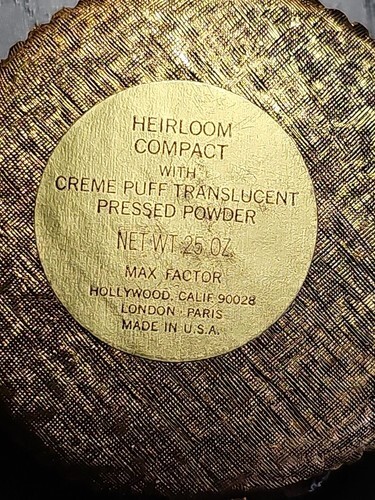 HEIRLOOM
COMPACT
WITH
CREME PUFF TRANSLUCENT
PRESSED POWDER
NET WT .25 OZ.
MAX FACTOR
HOLLYWOOD, CALIF 90028
LONDON · PARIS
MADE IN U.S.A.